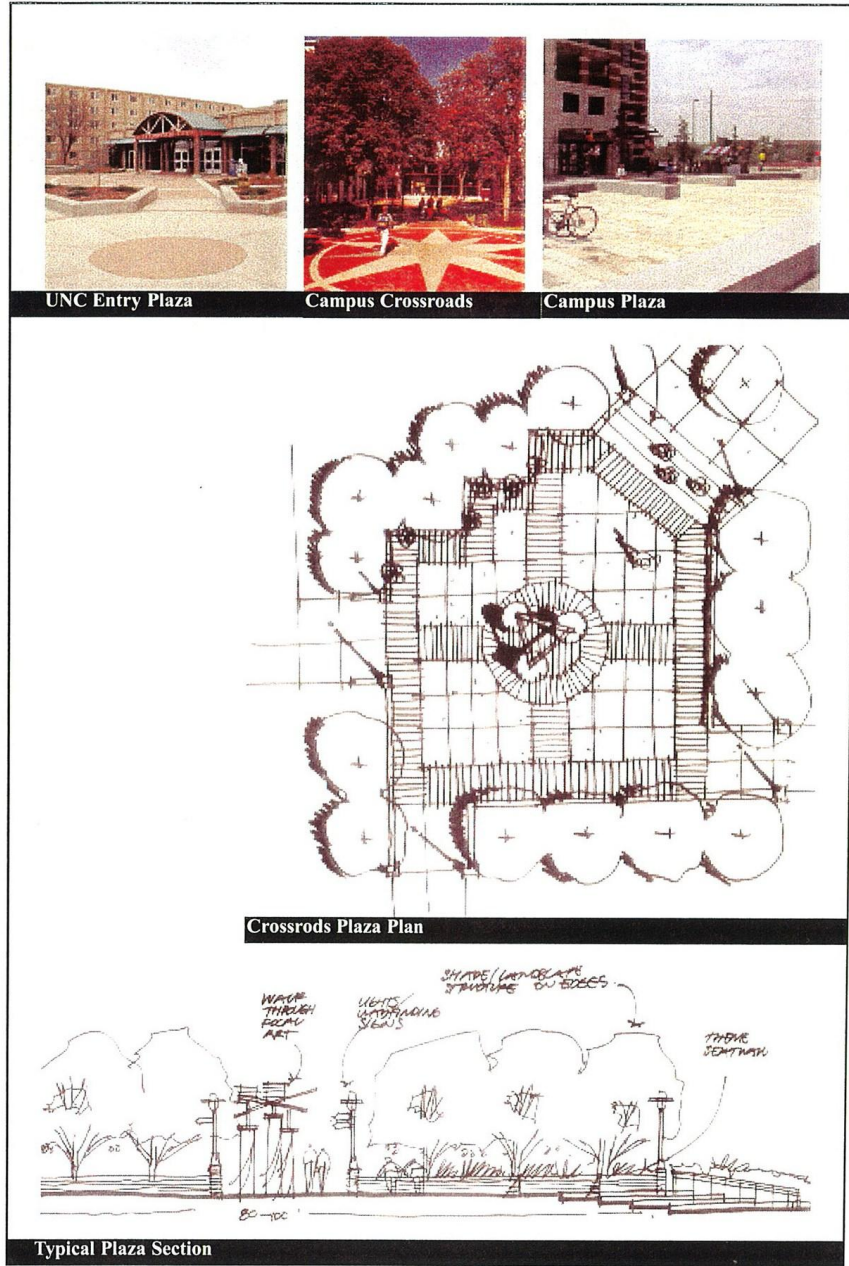 UNC Entry Plaza
Campus Crossroads
Campus Plaza
Crossrods Plaza Plan
WALK
THROUGH
FOCAL
ART
LIGHTS/
WAYFINDING
SIGNS
SHADE/LANDSCAPE
STRUCTURE ON EDGES
THEME
SEATWALL
80-100'
Typical Plaza Section